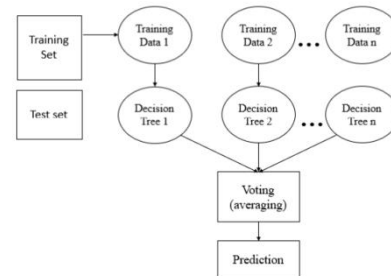 Training
Set
Training
Data 1
Training
Data 2
...
Training
Data n
Test set
Decision
Tree 1
Decision
Tree 2
...
Decision
Tree n
Voting
(averaging)
Prediction